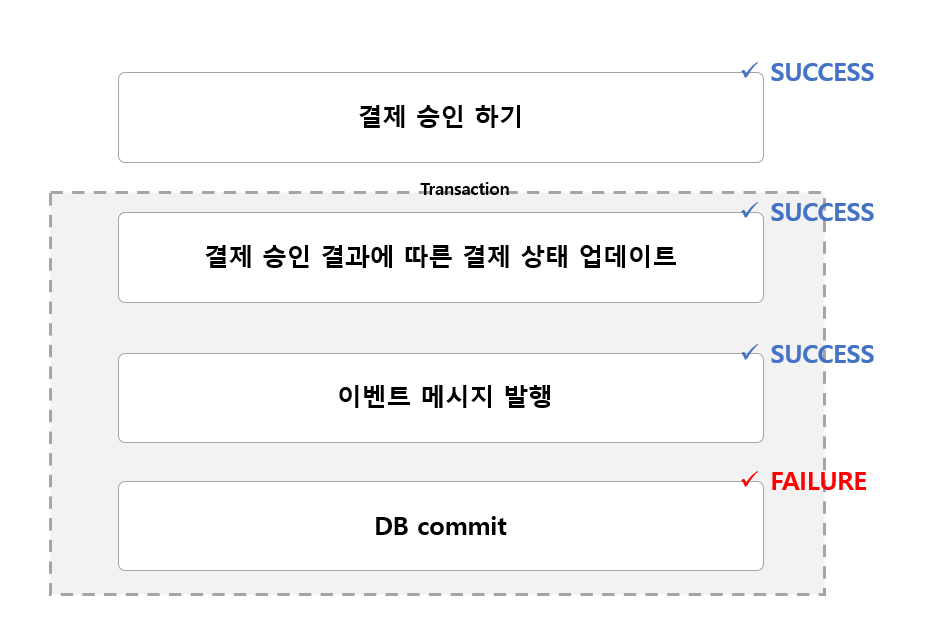 ✓ SUCCESS
결제 승인 하기
Transaction
✓ SUCCESS
결제 승인 결과에 따른 결제 상태 업데이트
✓ SUCCESS
이벤트 메시지 발행
✓ FAILURE
DB commit